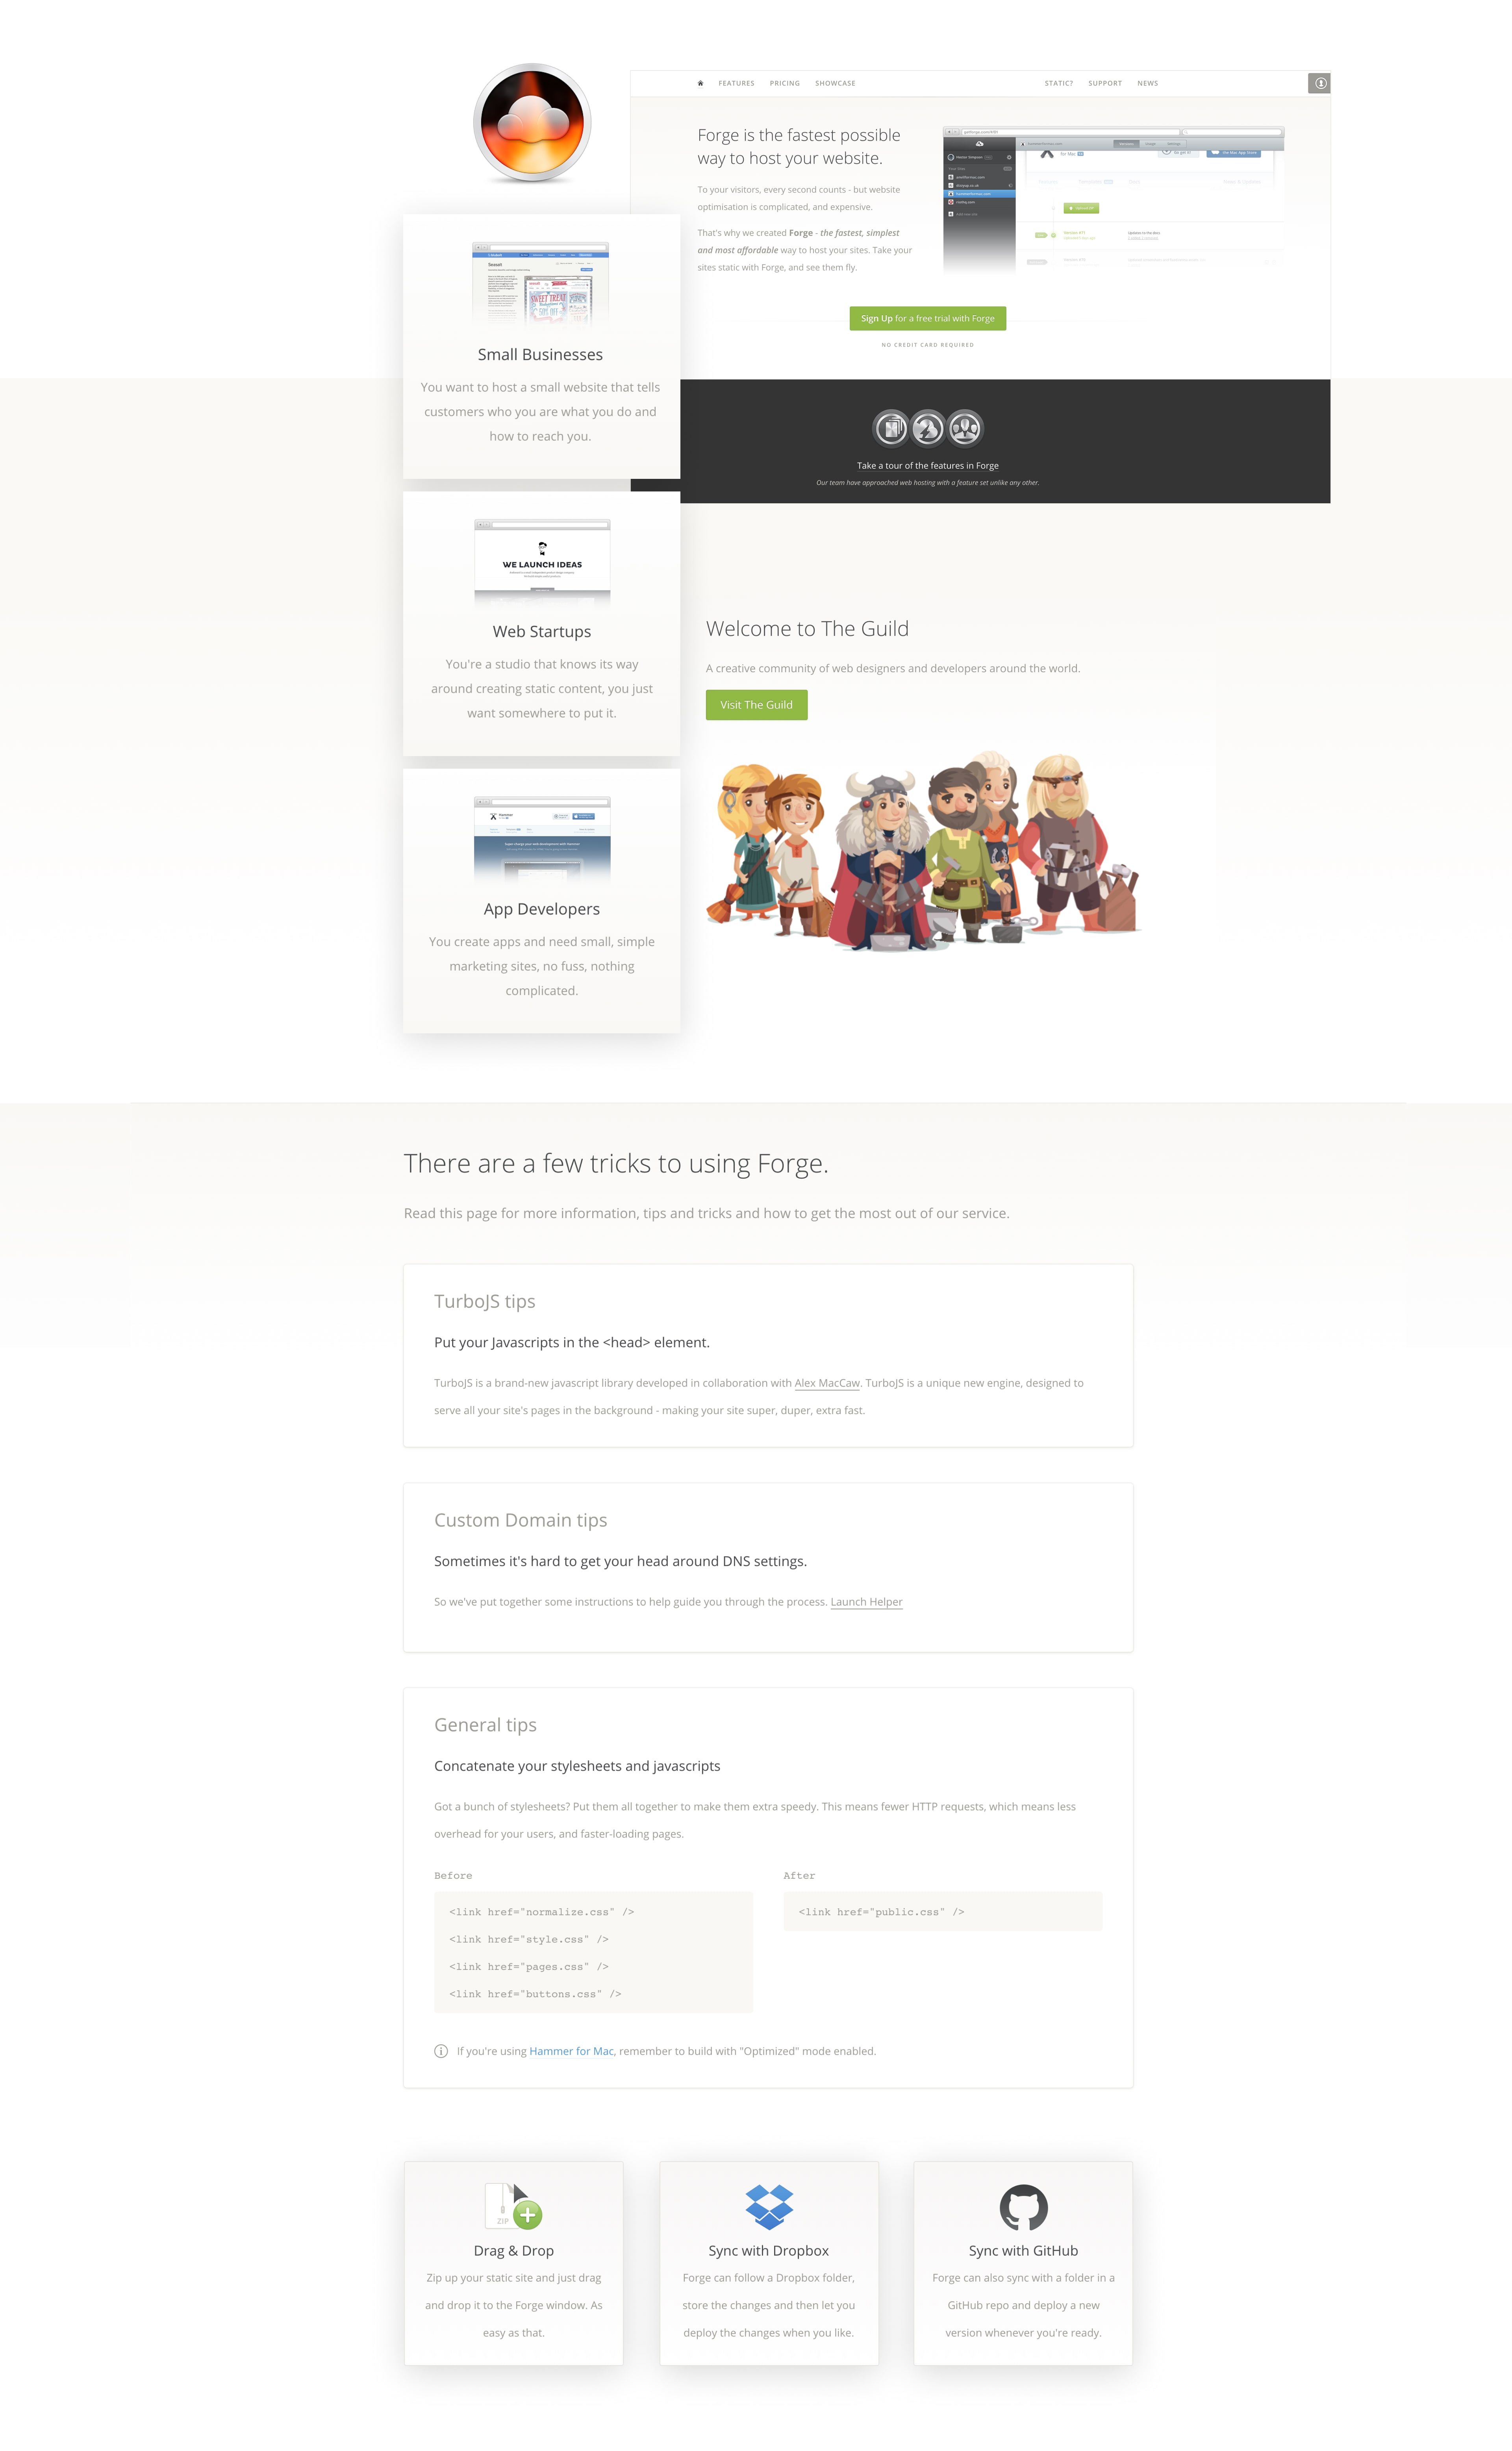 FEATURES PRICING SHOWCASE STATIC? SUPPORT NEWS
Forge is the fastest possible
way to host your website.
To your visitors, every second counts - but website
optimisation is complicated, and expensive.
That's why we created Forge - the fastest, simplest
and most affordable way to host your sites. Take your
sites static with Forge, and see them fly.
Sign Up for a free trial with Forge
NO CREDIT CARD REQUIRED
Take a tour of the features in Forge
Our team have approached web hosting with a feature set unlike any other.
SWEET TREAT
50% OFF
Small Businesses
You want to host a small website that tells
customers who you are what you do and
how to reach you.
WE LAUNCH IDEAS
Web Startups
You're a studio that knows its way
around creating static content, you just
want somewhere to put it.
Hammer
App Developers
You create apps and need small, simple
marketing sites, no fuss, nothing
complicated.
Welcome to The Guild
A creative community of web designers and developers around the world.
Visit The Guild
There are a few tricks to using Forge.
Read this page for more information, tips and tricks and how to get the most out of our service.
TurboJS tips
Put your Javascripts in the <head> element.
TurboJS is a brand-new javascript library developed in collaboration with Alex MacCaw. TurboJS is a unique new engine, designed to
serve all your site's pages in the background - making your site super, duper, extra fast.
Custom Domain tips
Sometimes it's hard to get your head around DNS settings.
So we've put together some instructions to help guide you through the process. Launch Helper
General tips
Concatenate your stylesheets and javascripts
Got a bunch of stylesheets? Put them all together to make them extra speedy. This means fewer HTTP requests, which means less
overhead for your users, and faster-loading pages.
Before
<link href="normalize.css" />
<link href="style.css" />
<link href="pages.css" />
<link href="buttons.css" />
After
<link href="public.css" />
If you're using Hammer for Mac, remember to build with "Optimized" mode enabled.
ZIP
Drag & Drop
Zip up your static site and just drag
and drop it to the Forge window. As
easy as that.
Sync with Dropbox
Forge can follow a Dropbox folder,
store the changes and then let you
deploy the changes when you like.
Sync with GitHub
Forge can also sync with a folder in a
GitHub repo and deploy a new
version whenever you're ready.